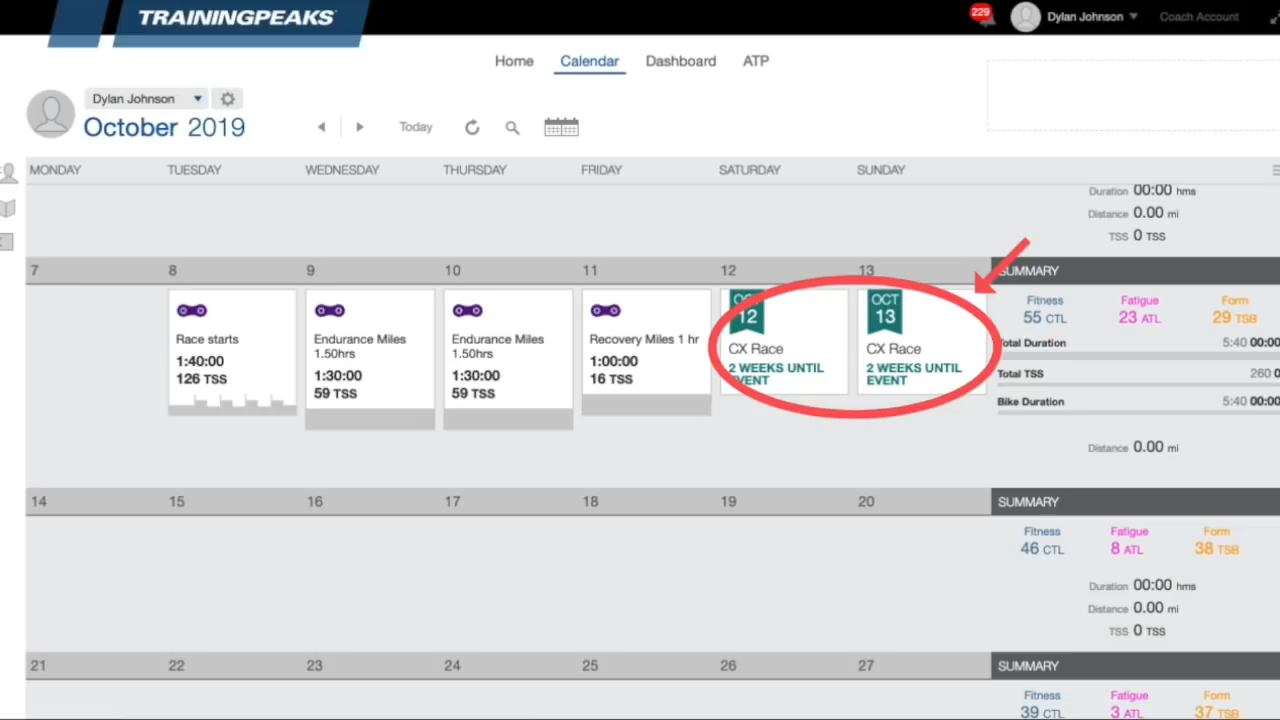 TRAININGPEAKS
229
Dylan Johnson
Coach Account
Home Calendar Dashboard ATP
Dylan Johnson
October 2019
Today
MONDAY TUESDAY WEDNESDAY THURSDAY FRIDAY SATURDAY SUNDAY
Duration 00:00 hms
Distance 0.00 mi
TSS 0 TSS
7 8 9 10 11 12 13 SUMMARY
Race starts
1:40:00
126 TSS
Endurance Miles
1.50hrs
1:30:00
59 TSS
Endurance Miles
1.50hrs
1:30:00
59 TSS
Recovery Miles 1 hr
1:00:00
16 TSS
OCT
12
CX Race
2 WEEKS UNTIL
EVENT
OCT
13
CX Race
2 WEEKS UNTIL
EVENT
Fitness Fatigue Form
55 CTL 23 ATL 29 TSB
Total Duration 5:40 00:00
Total TSS 260 0
Bike Duration 5:40 00:00
Distance 0.00 mi
14 15 16 17 18 19 20 SUMMARY
Fitness Fatigue Form
46 CTL 8 ATL 38 TSB
Duration 00:00 hms
Distance 0.00 mi
TSS 0 TSS
21 22 23 24 25 26 27 SUMMARY
Fitness Fatigue Form
39 CTL 3 ATL 37 TSB